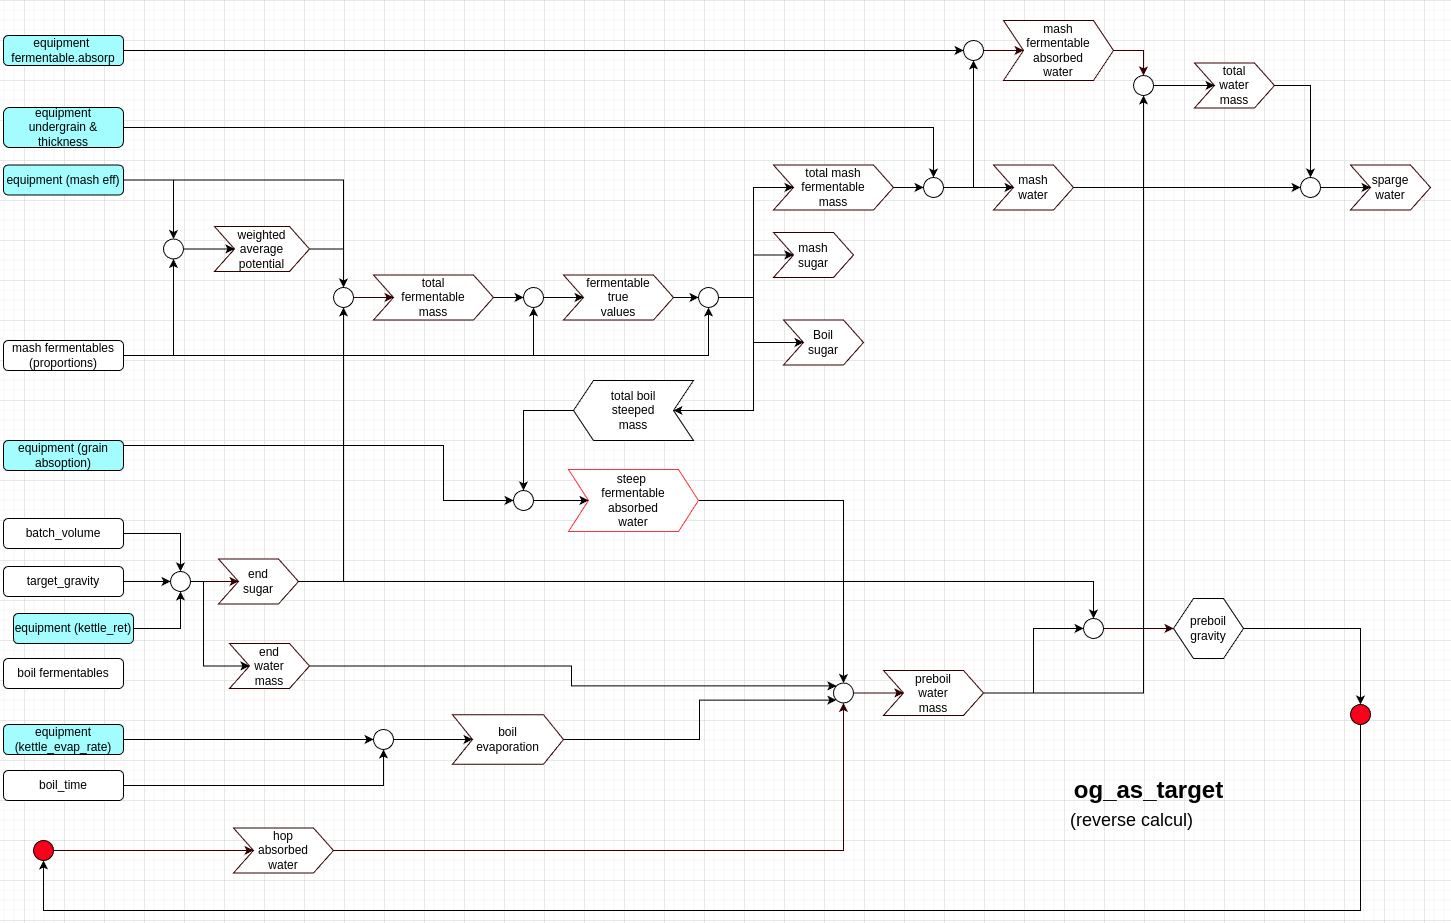 equipment
fermentable.absorp
mash
fermentable
absorbed
water
total
water
mass
equipment
undergrain &
thickness
equipment (mash eff)
total mash
fermentable
mass
mash
water
sparge
water
weighted
average
potential
mash
sugar
total
fermentable
mass
fermentable
true
values
mash fermentables
(proportions)
Boil
sugar
total boil
steeped
mass
equipment (grain
absoption)
steep
fermentable
absorbed
water
batch_volume
target_gravity
end
sugar
equipment (kettle_ret)
preboil
gravity
boil fermentables
end
water
mass
preboil
water
mass
equipment
(kettle_evap_rate)
boil
evaporation
boil_time
og_as_target
(reverse calcul)
hop
absorbed
water